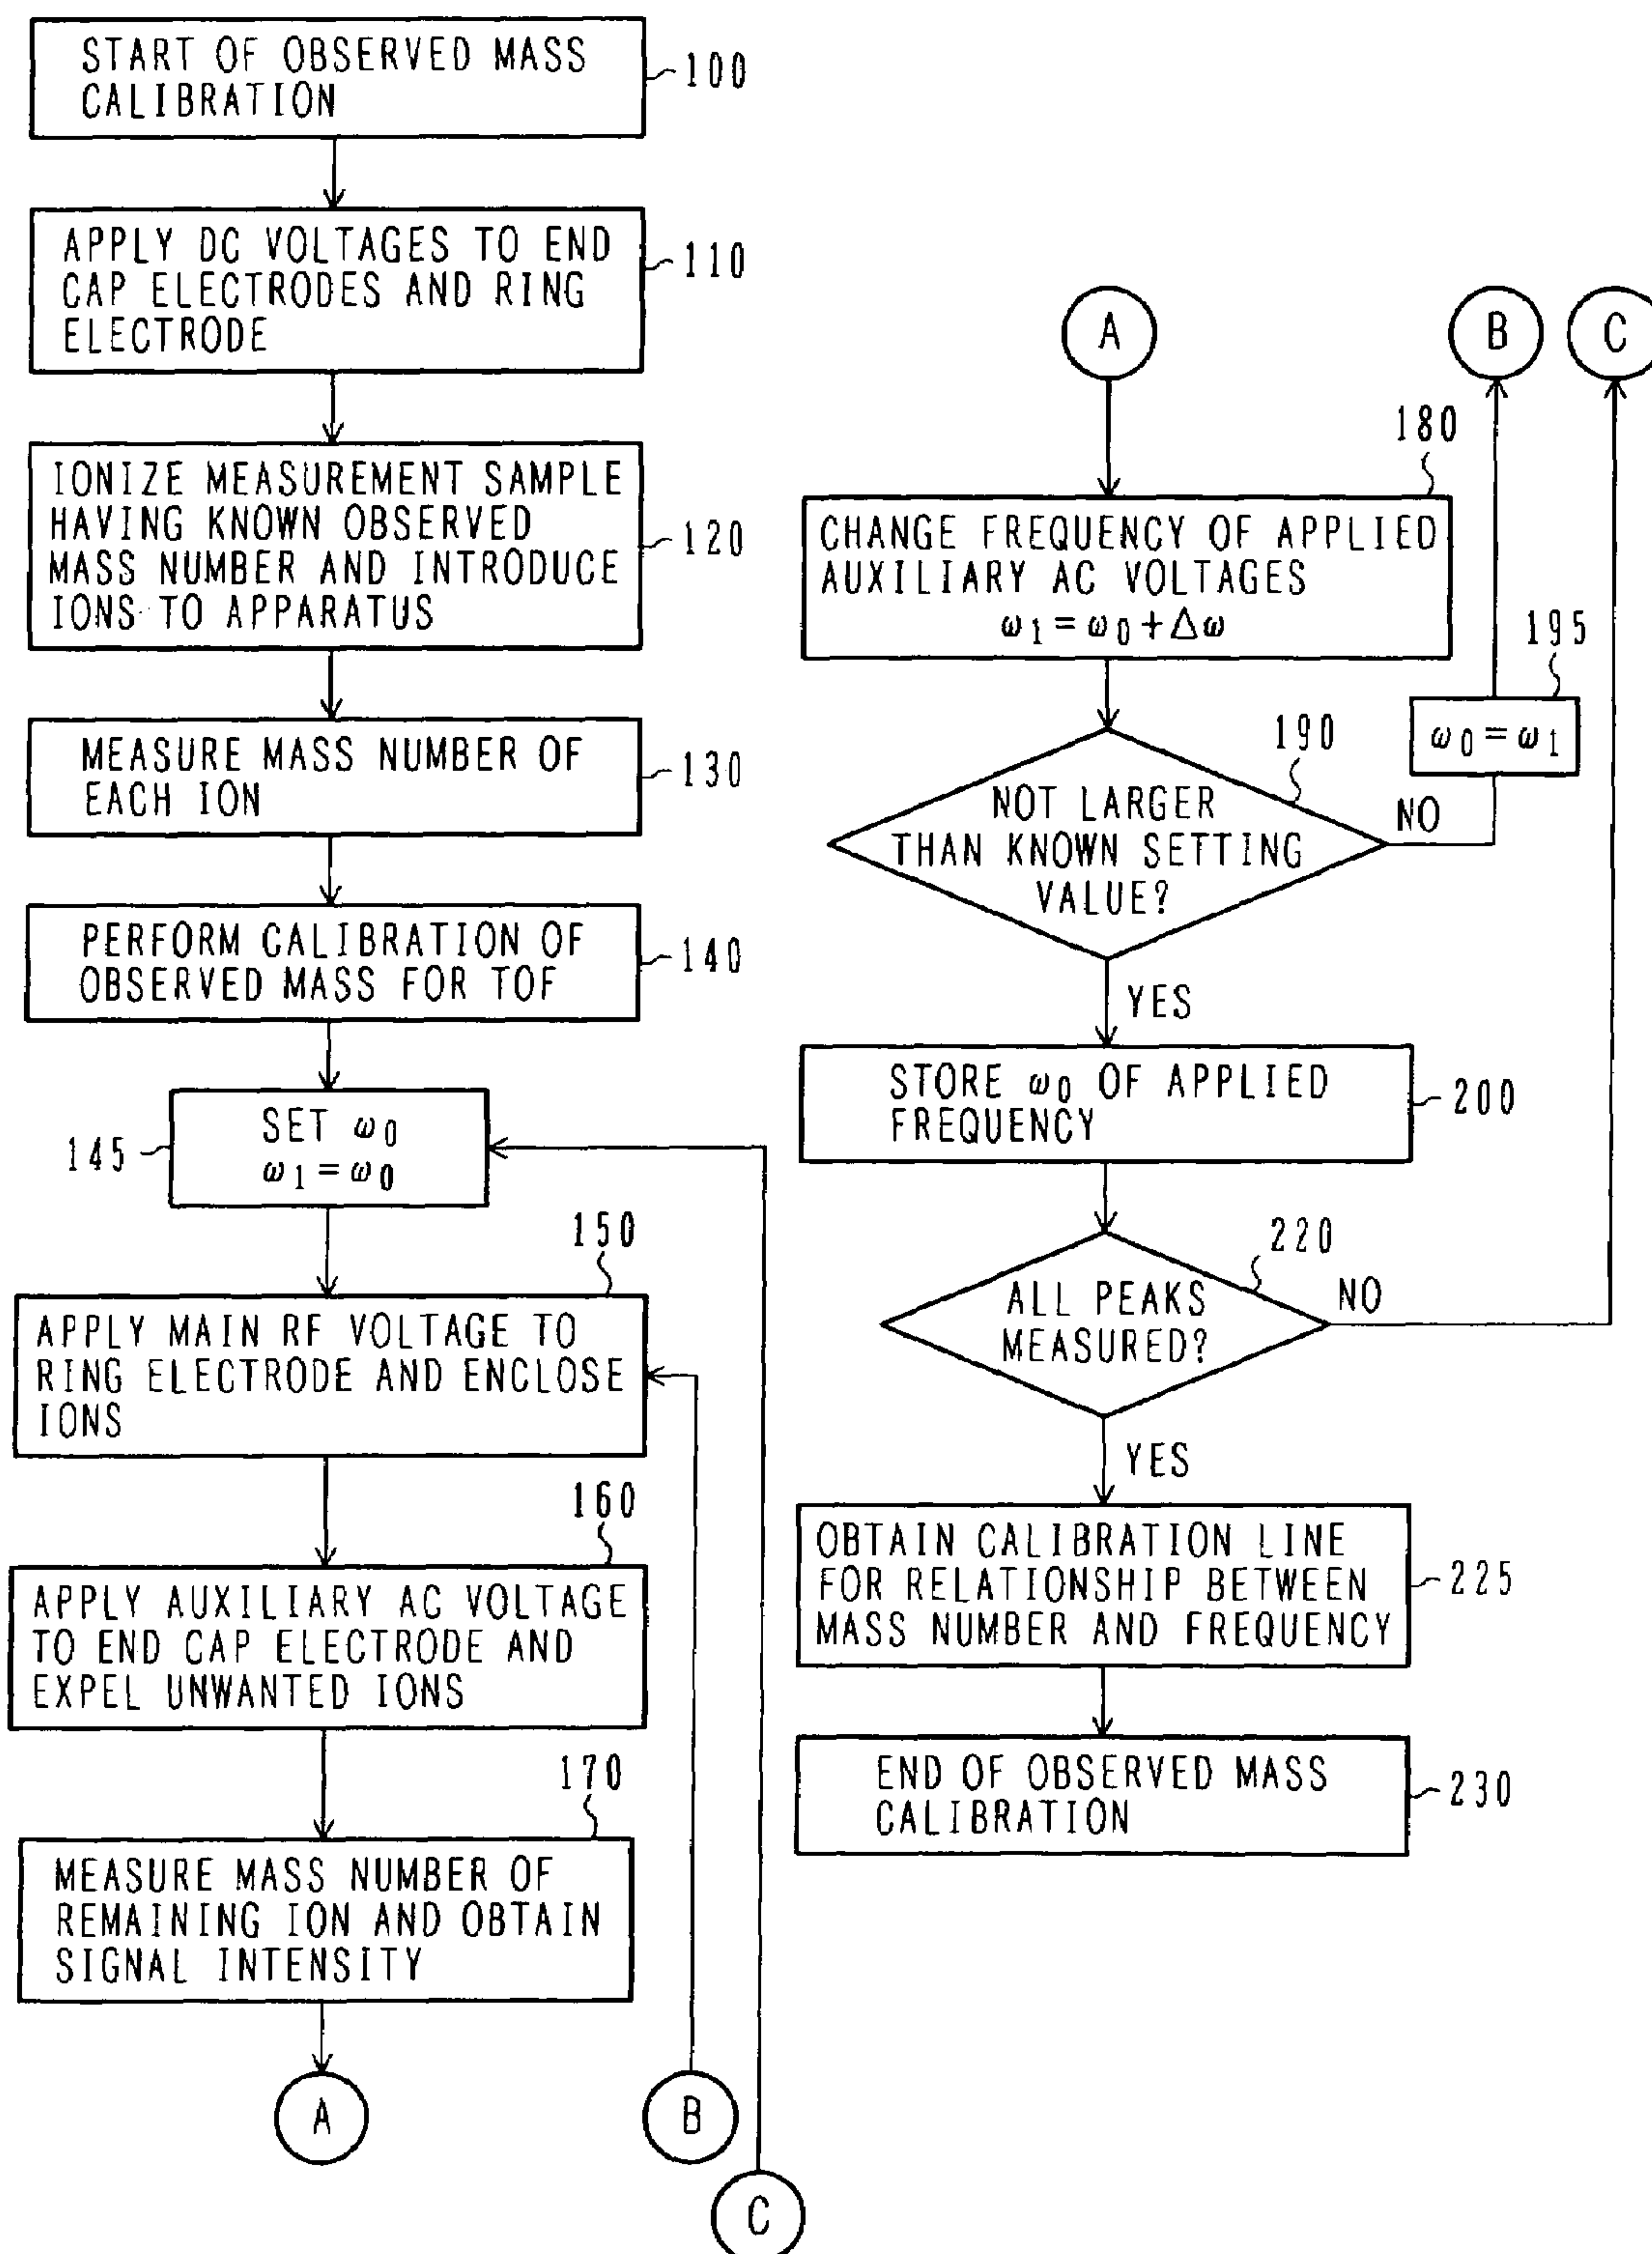 START OF OBSERVED MASS
CALIBRATION
100
APPLY DC VOLTAGES TO END
CAP ELECTRODES AND RING
ELECTRODE
110
IONIZE MEASUREMENT SAMPLE
HAVING KNOWN OBSERVED
MASS NUMBER AND INTRODUCE
IONS TO APPARATUS
120
MEASURE MASS NUMBER OF
EACH ION
130
PERFORM CALIBRATION OF
OBSERVED MASS FOR TOF
140
SET ω0
ω1=ω0
145
150
APPLY MAIN RF VOLTAGE TO
RING ELECTRODE AND ENCLOSE
IONS
160
APPLY AUXILIARY AC VOLTAGE
TO END CAP ELECTRODE AND
EXPEL UNWANTED IONS
170
MEASURE MASS NUMBER OF
REMAINING ION AND OBTAIN
SIGNAL INTENSITY
A
B
C
A
B
C
180
CHANGE FREQUENCY OF APPLIED
AUXILIARY AC VOLTAGES
ω1=ω0+Δω
195
ω0=ω1
190
NOT LARGER
THAN KNOWN SETTING
VALUE?
NO
YES
STORE ω0 OF APPLIED
FREQUENCY
200
220
ALL PEAKS
MEASURED?
NO
YES
OBTAIN CALIBRATION LINE
FOR RELATIONSHIP BETWEEN
MASS NUMBER AND FREQUENCY
225
END OF OBSERVED MASS
CALIBRATION
230